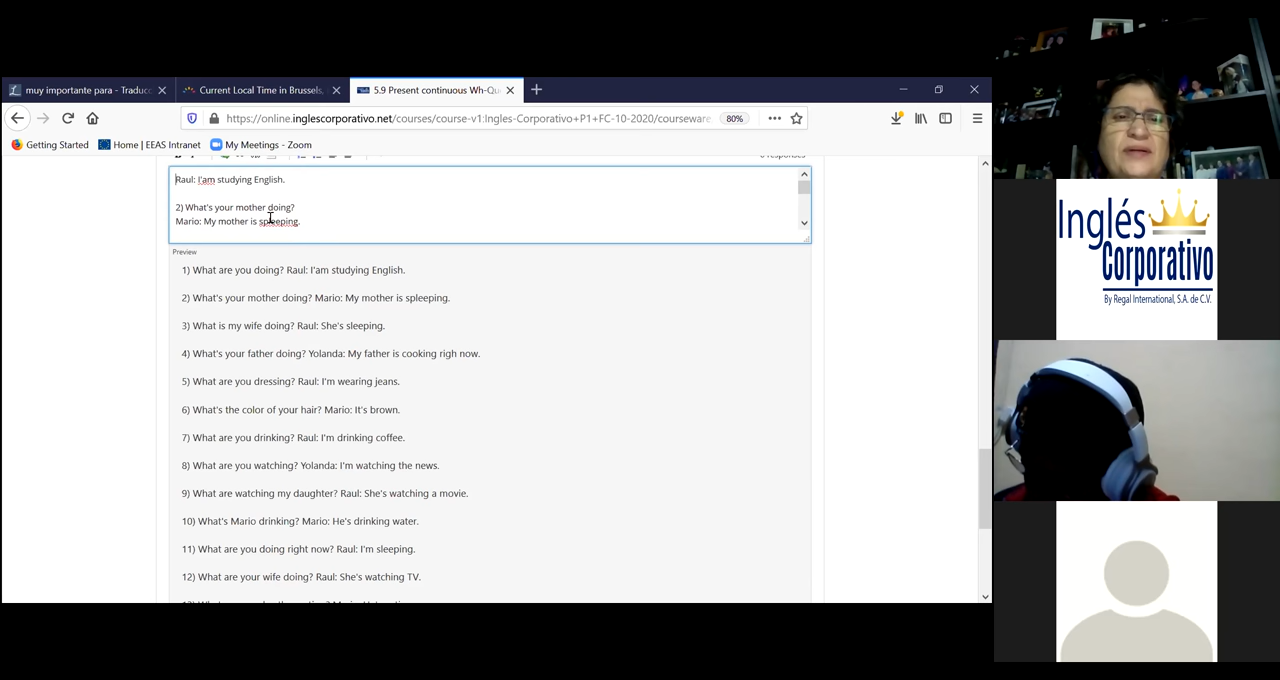 muy importante para - Traducc
Current Local Time in Brussels,
5.9 Present continuous Wh-Qu
https://online.inglescorporativo.net/courses/course-v1:Ingles-Corporativo+P1+FC-10-2020/courseware
80%
Getting Started
Home | EEAS Intranet
My Meetings - Zoom
Raul: I'am studying English.
2) What's your mother doing?
Mario: My mother is spleeping.
Preview
1) What are you doing? Raul: I'am studying English.
2) What's your mother doing? Mario: My mother is spleeping.
3) What is my wife doing? Raul: She's sleeping.
4) What's your father doing? Yolanda: My father is cooking righ now.
5) What are you dressing? Raul: I'm wearing jeans.
6) What's the color of your hair? Mario: It's brown.
7) What are you drinking? Raul: I'm drinking coffee.
8) What are you watching? Yolanda: I'm watching the news.
9) What are watching my daughter? Raul: She's watching a movie.
10) What's Mario drinking? Mario: He's drinking water.
11) What are you doing right now? Raul: I'm sleeping.
12) What are your wife doing? Raul: She's watching TV.
Inglés
Corporativo
By Regal International, S.A. de C.V.